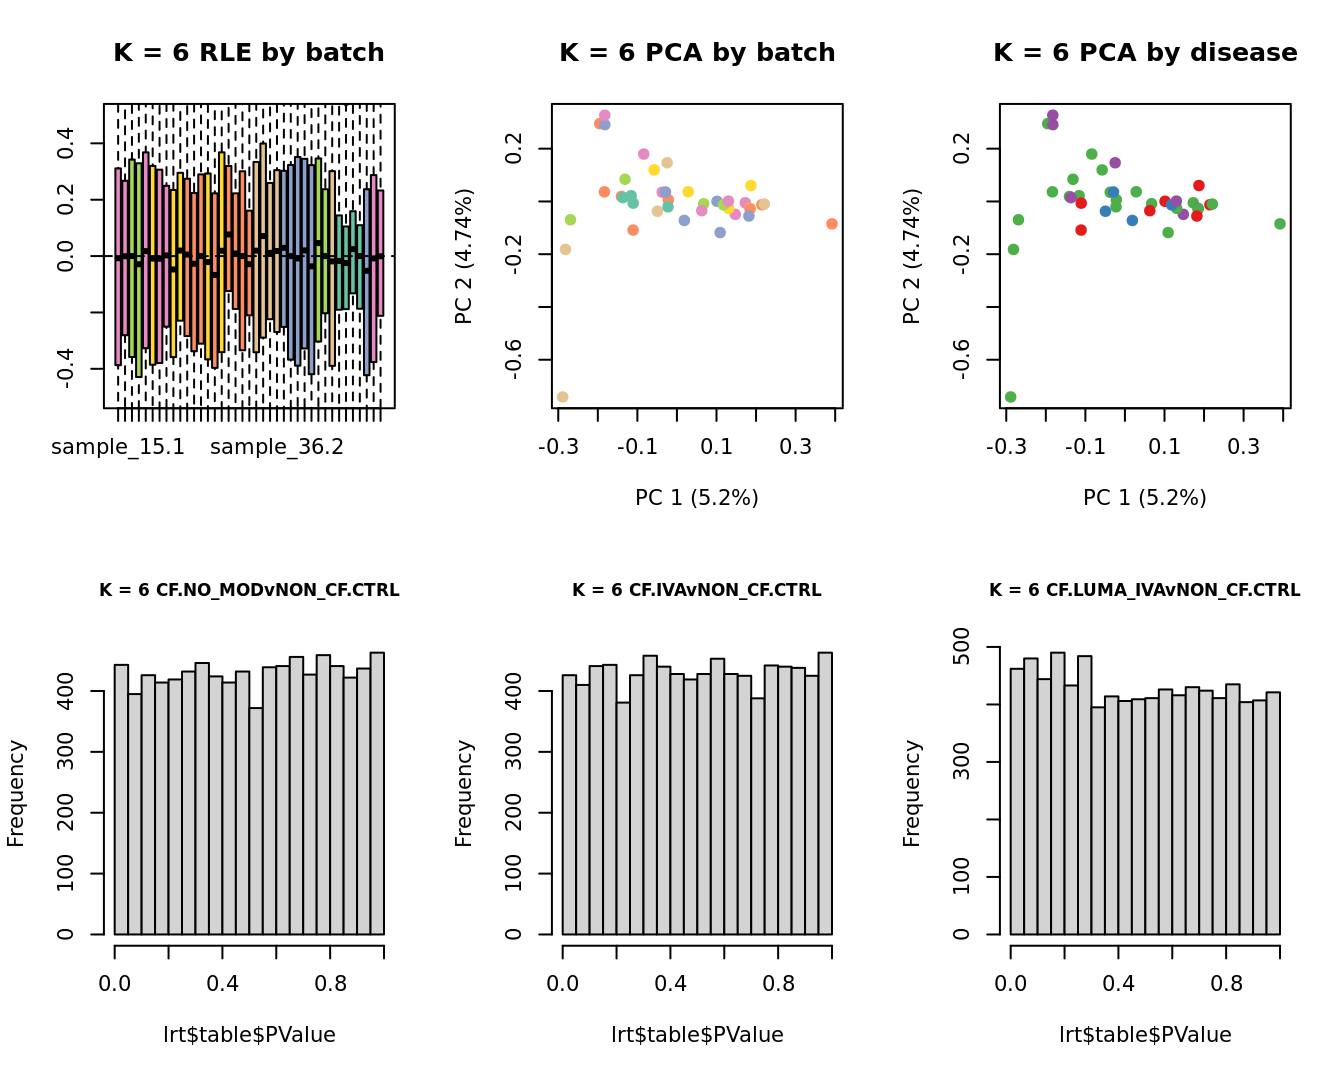 K = 6 RLE by batch
0.4
0.2
0.0
-0.4
sample_15.1 sample_36.2
K = 6 PCA by batch
PC 2 (4.74%)
0.2
-0.2
-0.6
-0.3 -0.1 0.1 0.3
PC 1 (5.2%)
K = 6 PCA by disease
PC 2 (4.74%)
0.2
-0.2
-0.6
-0.3 -0.1 0.1 0.3
PC 1 (5.2%)
K = 6 CF.NO_MODvNON_CF.CTRL
Frequency
400
300
200
100
0
0.0 0.4 0.8
lrt$table$PValue
K = 6 CF.IVAvNON_CF.CTRL
Frequency
400
300
200
100
0
0.0 0.4 0.8
lrt$table$PValue
K = 6 CF.LUMA_IVAvNON_CF.CTRL
Frequency
500
300
100
0
0.0 0.4 0.8
lrt$table$PValue